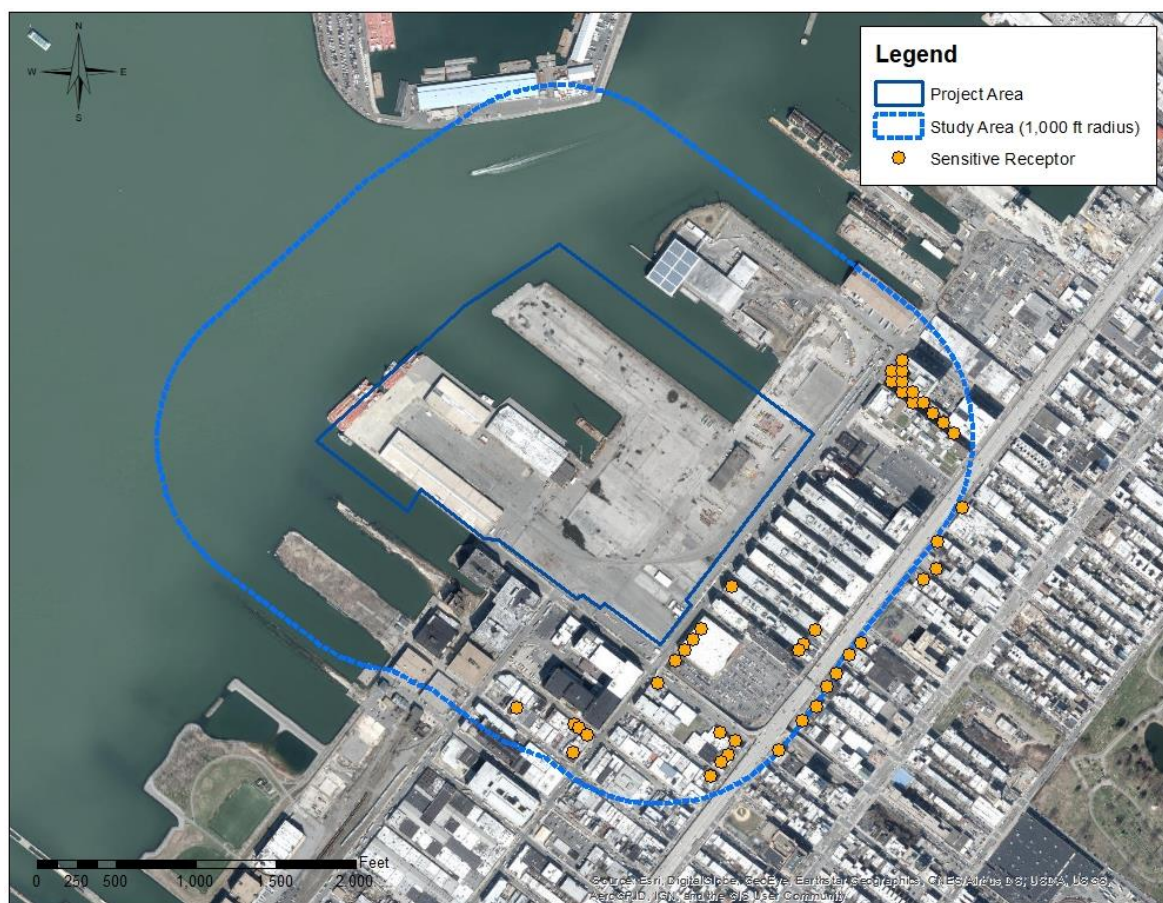 N
W E
S
Legend
Project Area
Study Area (1,000 ft radius)
Sensitive Receptor
Feet
0 250 500 1,000 1,500 2,000
Source: Esri, DigitalGlobe, GeoEye, Earthstar Geographics, CNES/Airbus DS, USDA, USGS,
AeroGRID, IGN, and the GIS User Community